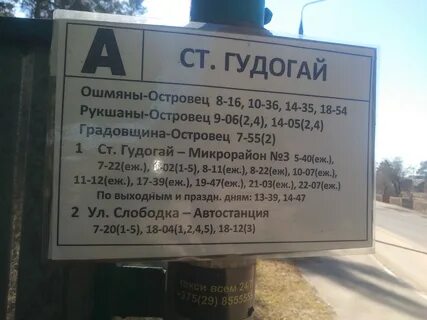 А
СТ. ГУДОГАЙ
Ошмяны-Островец 8-16, 10-36, 14-35, 18-54
Рукшаны-Островец 9-06(2,4), 14-05(2,4)
Градовщина-Островец 7-55(2)
1 Ст. Гудогай – Микрорайон №3 5-40(еж.),
7-22(еж.), 8-02(1-5), 8-11(еж.), 8-22(еж), 10-07(еж.),
11-12(еж.), 17-39(еж.), 19-47(еж.), 21-03(еж.), 22-07(еж.)
По выходным и праздн. дням: 13-39, 14-47
2 Ул. Слободка – Автостанция
7-20(1-5), 18-04(1,2,4,5), 18-12(3)
такси всем 24